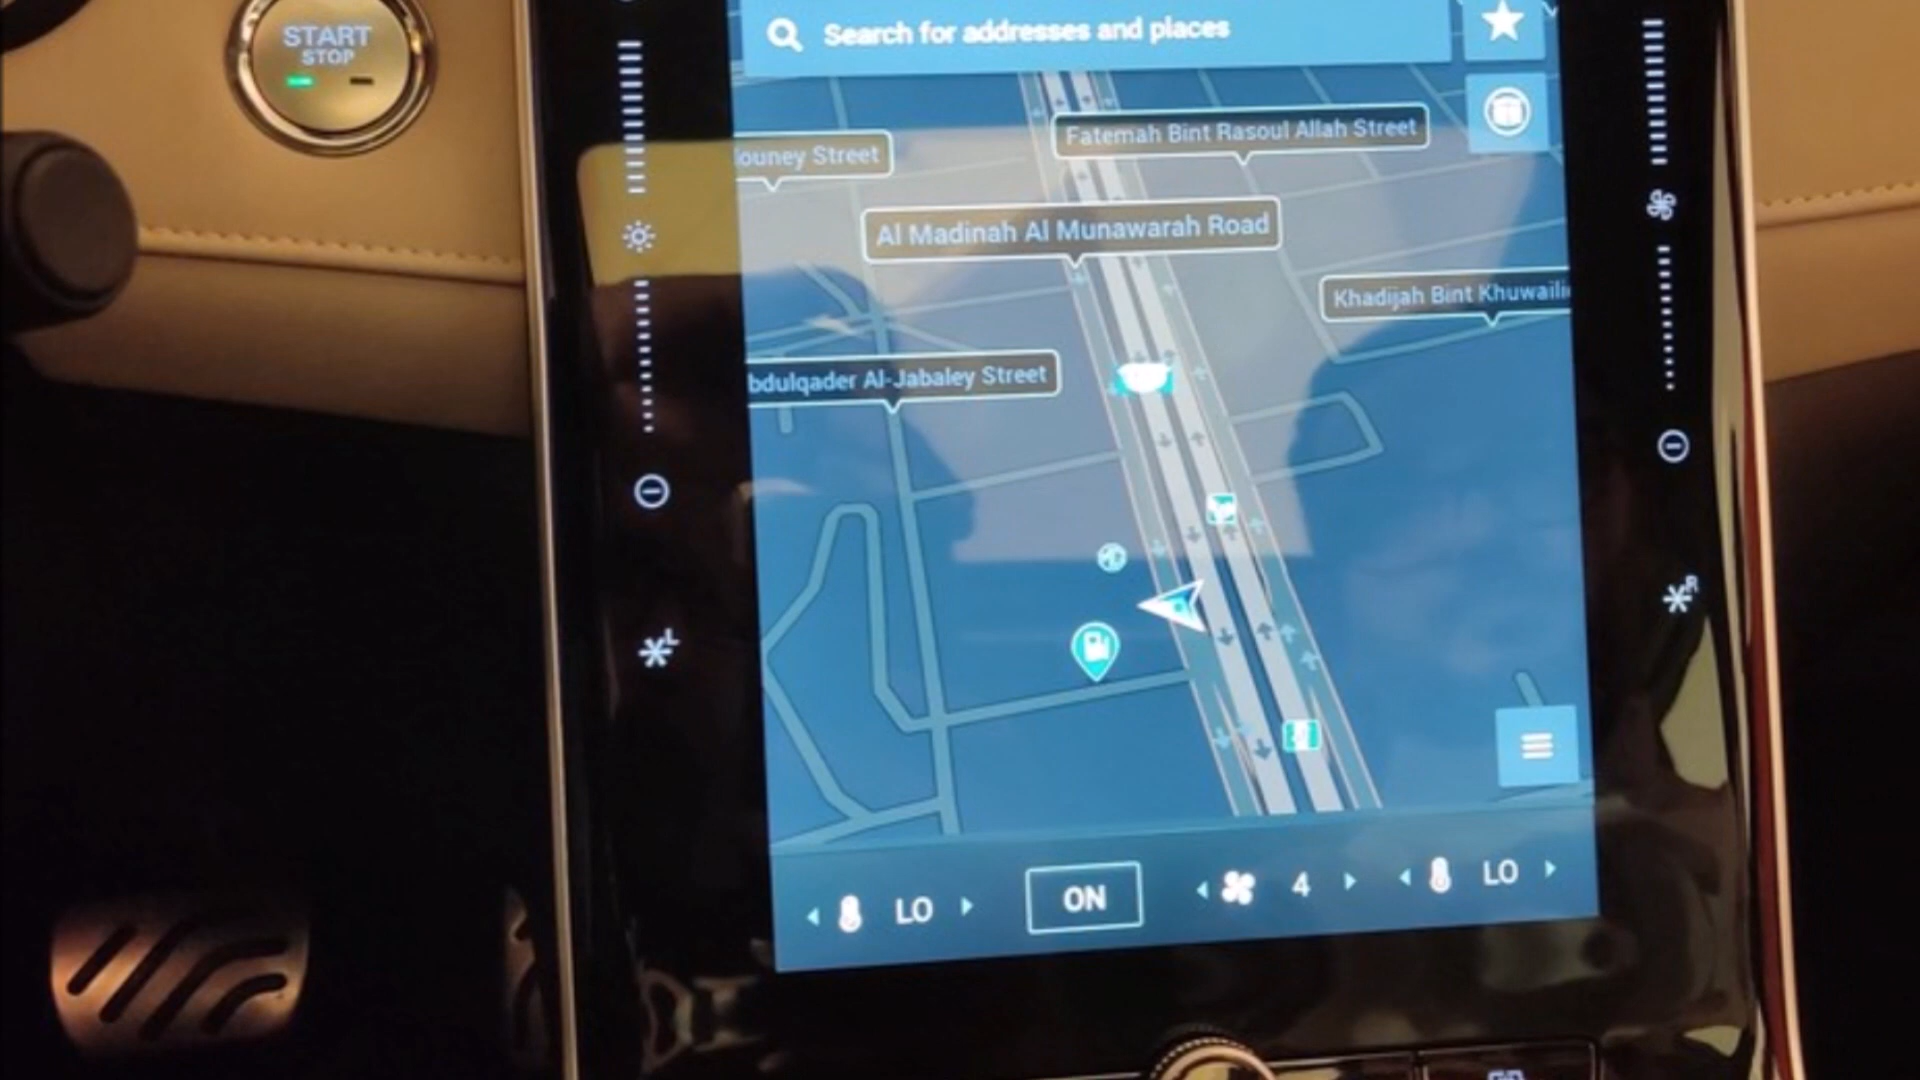 START
STOP
Search for addresses and places
Fatemah Bint Rasoul Allah Street
louney Street
Al Madinah Al Munawarah Road
Khadijah Bint Khuwaili
bdulqader Al-Jabaley Street
L
R
LO
ON
4
LO